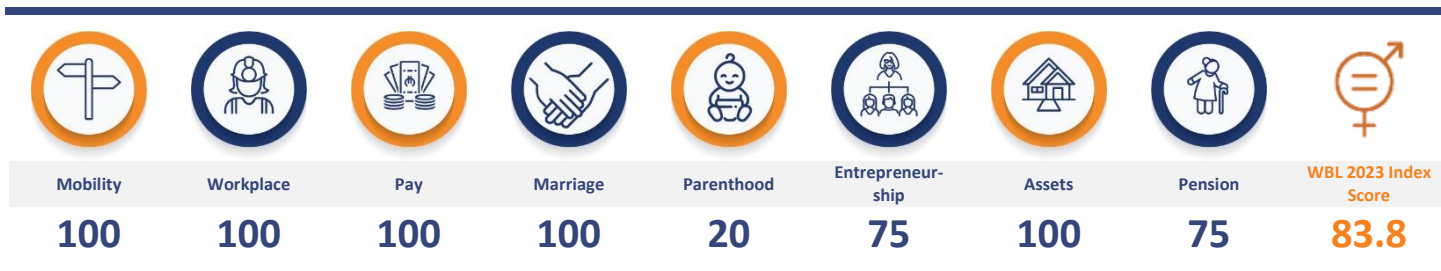 Mobility
Workplace
Pay
Marriage
Parenthood
Entrepreneur-
ship
Assets
Pension
WBL 2023 Index
Score
100
100
100
100
20
75
100
75
83.8